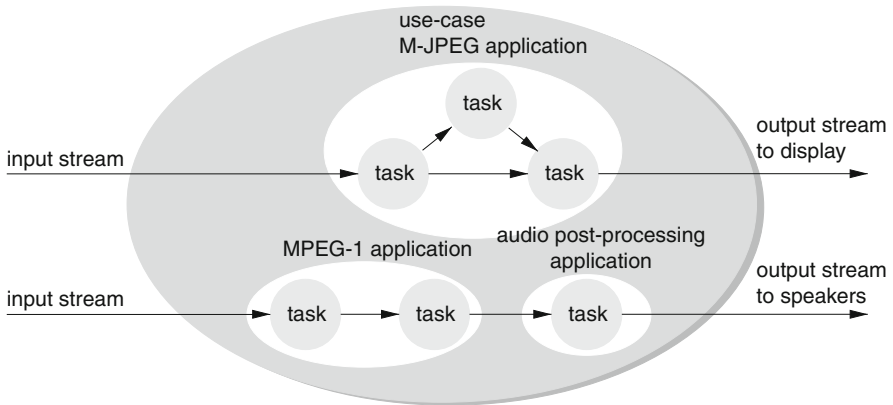 use-case
M-JPEG application
task
input stream
task
task
output stream
to display
MPEG-1 application
audio post-processing
application
input stream
task
task
task
output stream
to speakers